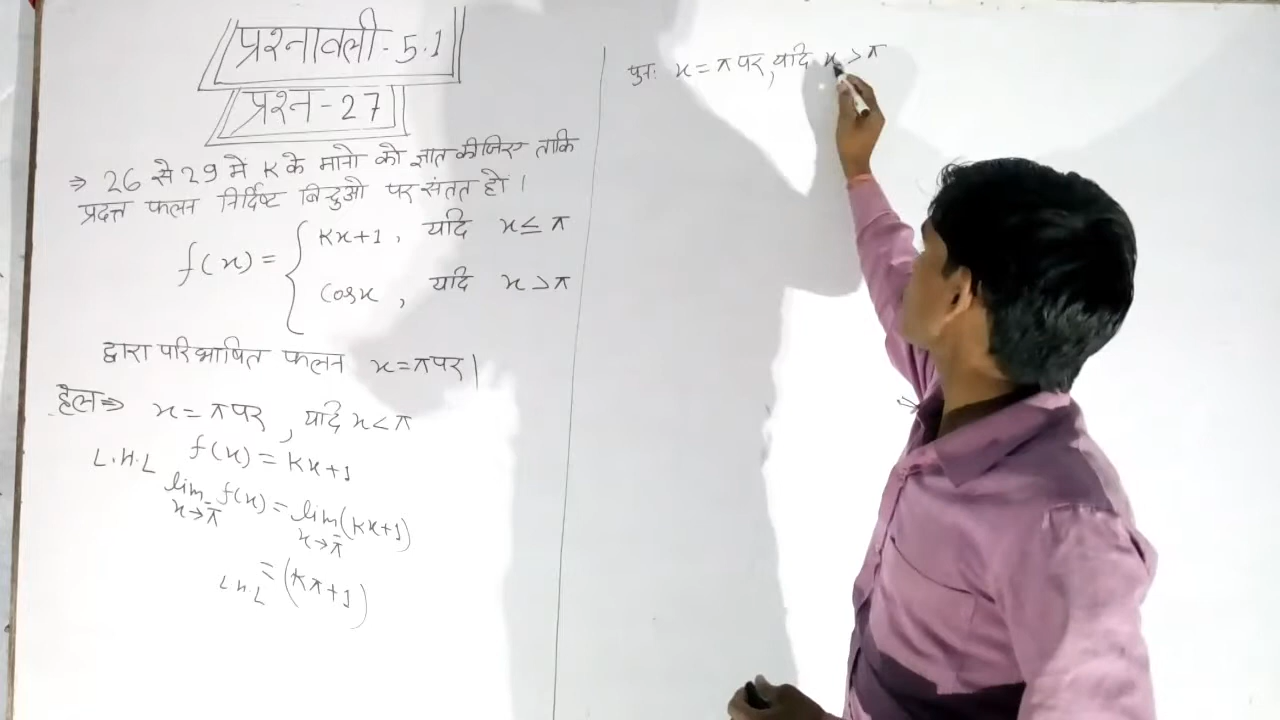 प्रश्नावली-5.1
प्रश्न-27
⇒ 26 से 29 में K के मानो को ज्ञात कीजिए ताकि
प्रदत्त फलन निर्दिष्ट बिन्दुओ पर संतत हो।
f(x) = { Kx+1, यदि x ≤ π
Cosx, यदि x > π
द्वारा परिभाषित फलन x=π पर|
हल⇒ x = π पर, यदि x < π
L.H.L f(x) = Kx+1
lim x→π⁻ f(x) = lim x→π⁻ (Kx+1)
L.H.L = (Kπ+1)
पुनः x = π पर, यदि x > π